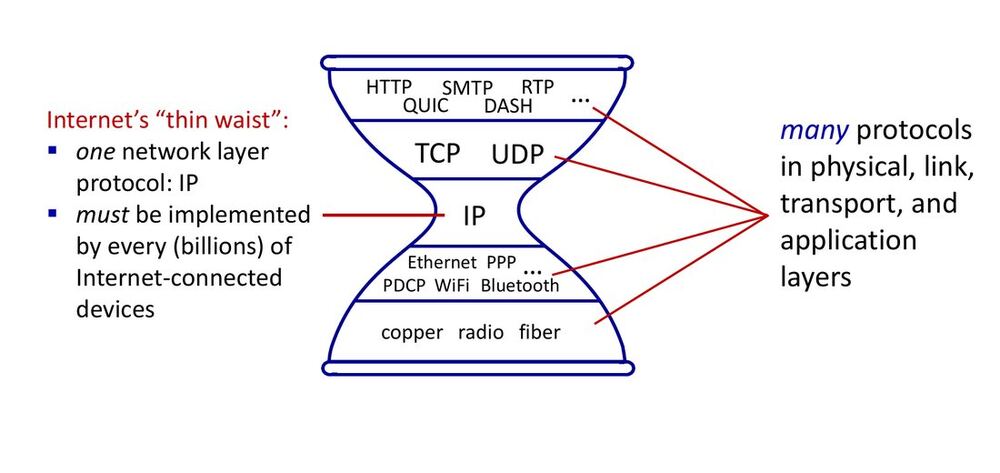 Internet's “thin waist”:
▪ one network layer
protocol: IP
▪ must be implemented
by every (billions) of
Internet-connected
devices
HTTP SMTP RTP
QUIC DASH ...
TCP UDP
IP
Ethernet PPP ...
PDCP WiFi Bluetooth
copper radio fiber
many protocols
in physical, link,
transport, and
application
layers